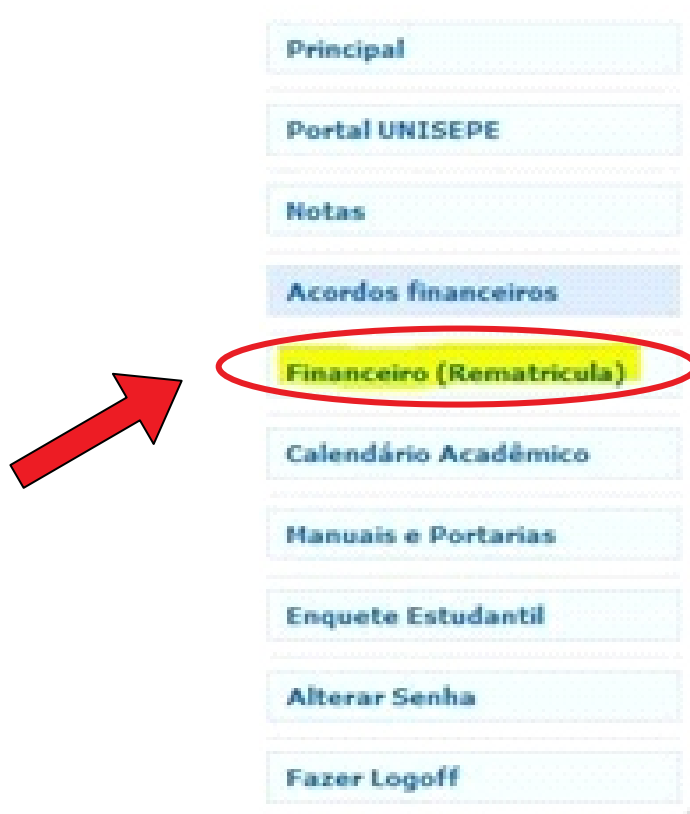 Principal
Portal UNISEPE
Notas
Acordos financeiros
Financeiro (Rematricula)
Calendário Acadêmico
Manuais e Portarias
Enquete Estudantil
Alterar Senha
Fazer Logoff